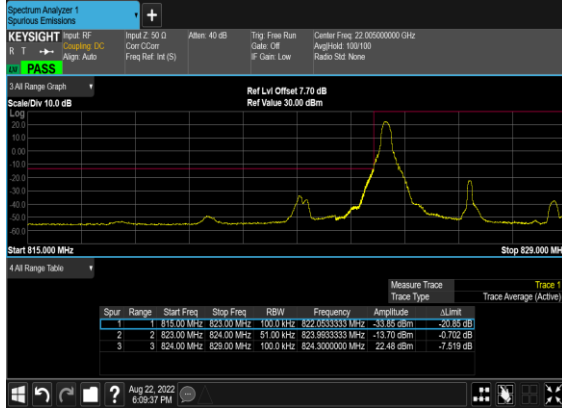 Spectrum Analyzer 1
Spurious Emissions
+
KEYSIGHT Input: RF Input Z: 50 Ω Atten: 40 dB Trig: Free Run Center Freq: 22.005000000 GHz
R T Coupling: DC Corr CCorr Gate: Off Avg|Hold: 100/100
Align: Auto Freq Ref: Int (S) IF Gain: Low Radio Std: None
PASS
3 All Range Graph Ref Lvl Offset 7.70 dB
Scale/Div 10.0 dB Ref Value 30.00 dBm
Log
20.0
10.0
0.00
-10.0
-20.0
-30.0
-40.0
-50.0
-60.0
Start 815.000 MHz Stop 829.000 MH
4 All Range Table
Measure Trace Trace 1
Trace Type Trace Average (Active)
Spur Range Start Freq Stop Freq RBW Frequency Amplitude ΔLimit
1 1 815.00 MHz 823.00 MHz 100.0 kHz 822.0533333 MHz -33.85 dBm -20.85 dB
2 2 823.00 MHz 824.00 MHz 51.00 kHz 823.9933333 MHz -13.70 dBm -0.702 dB
3 3 824.00 MHz 829.00 MHz 100.0 kHz 824.3000000 MHz 22.48 dBm -7.519 dB
? Aug 22, 2022
6:09:37 PM